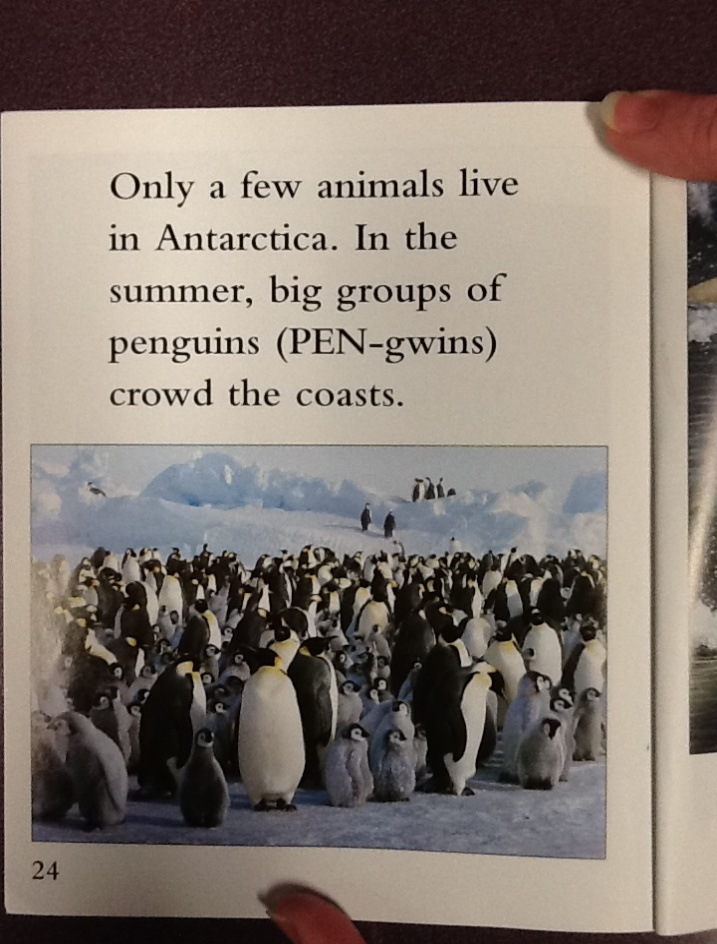 Only a few animals live
in Antarctica. In the
summer, big groups of
penguins (PEN-gwins)
crowd the coasts.
24